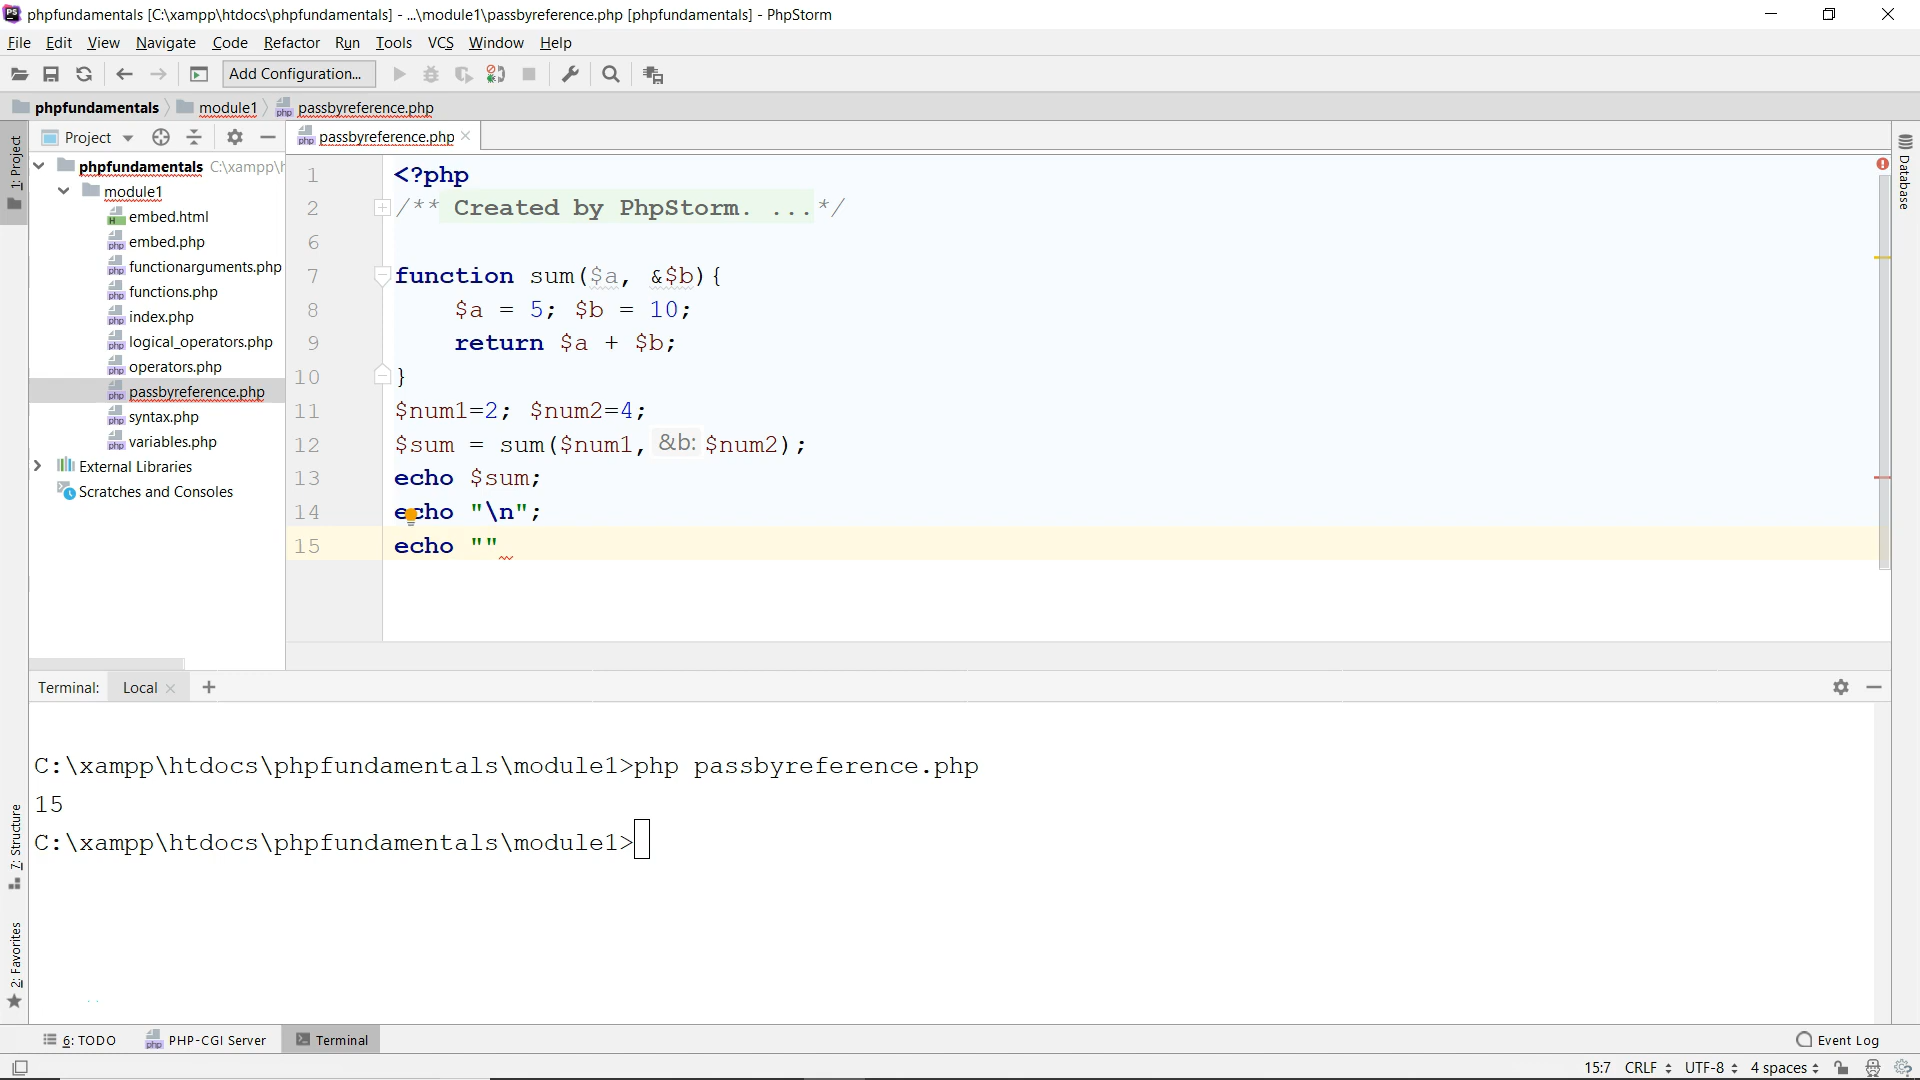 phpfundamentals [C:\xampp\htdocs\phpfundamentals] - ...\module1\passbyreference.php [phpfundamentals] - PhpStorm
File Edit View Navigate Code Refactor Run Tools VCS Window Help
Add Configuration...
phpfundamentals module1 passbyreference.php
Project
passbyreference.php
1: Project
Database
phpfundamentals C:\xampp\h
module1
embed.html
embed.php
functionarguments.php
functions.php
index.php
logical_operators.php
operators.php
passbyreference.php
syntax.php
variables.php
External Libraries
Scratches and Consoles
1 <?php
2 /** Created by PhpStorm. ...*/
6
7 function sum($a, &$b){
8 $a = 5; $b = 10;
9 return $a + $b;
10 }
11 $num1=2; $num2=4;
12 $sum = sum($num1, &b: $num2);
13 echo $sum;
14 echo "\n";
15 echo ""
Terminal: Local
C:\xampp\htdocs\phpfundamentals\module1>php passbyreference.php
15
C:\xampp\htdocs\phpfundamentals\module1>
7: Structure
2: Favorites
6: TODO PHP-CGI Server Terminal Event Log
15:7 CRLF UTF-8 4 spaces